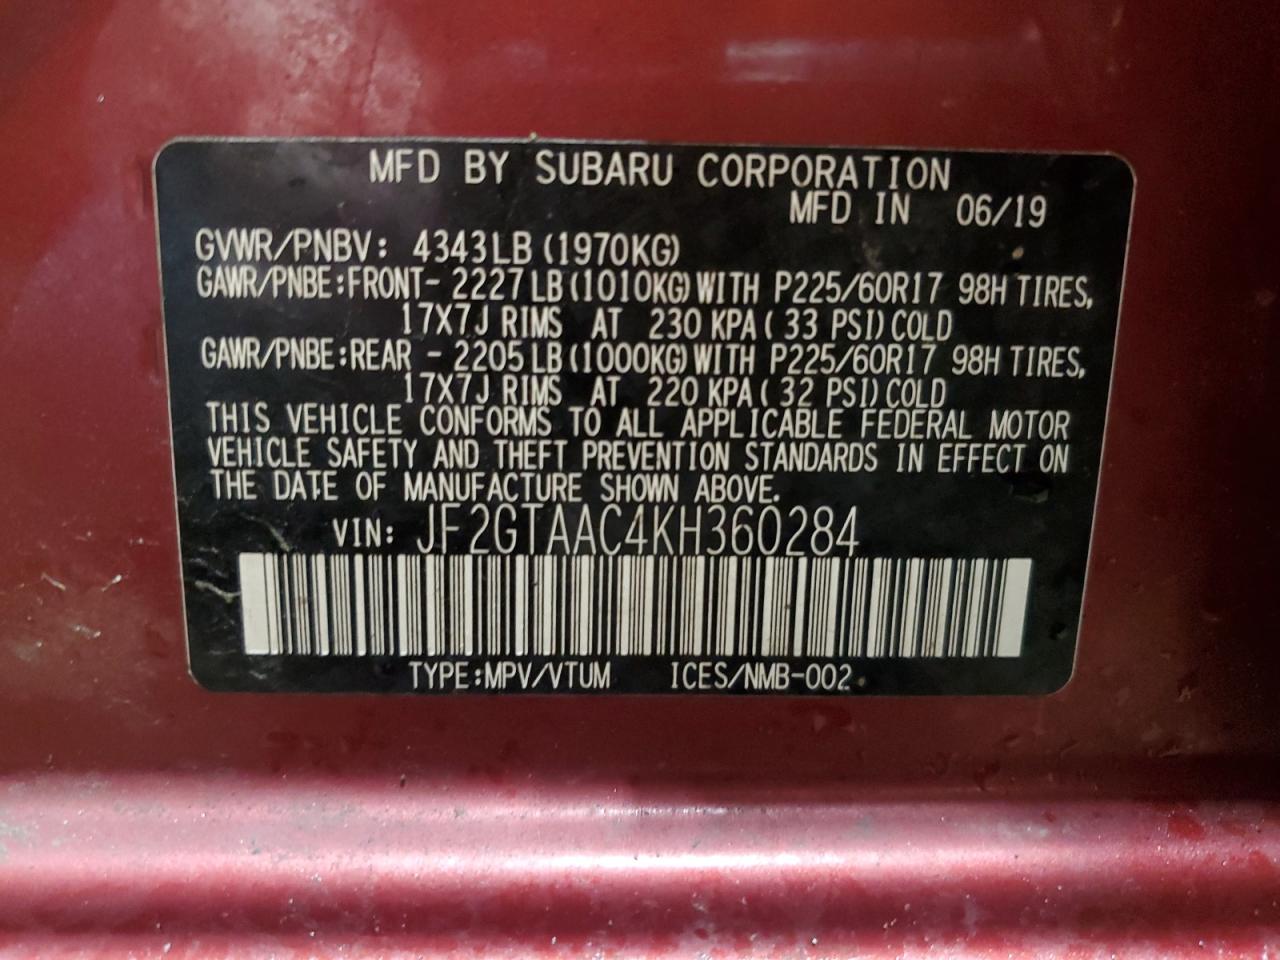 MFD BY SUBARU CORPORATION
MFD IN 06/19
GVWR/PNBV: 4343LB (1970KG)
GAWR/PNBE:FRONT- 2227 LB (1010KG) WITH P225/60R17 98H TIRES,
17X7J RIMS AT 230 KPA ( 33 PSI) COLD
GAWR/PNBE:REAR - 2205 LB (1000KG) WITH P225/60R17 98H TIRES,
17X7J RIMS AT 220 KPA ( 32 PSI) COLD
THIS VEHICLE CONFORMS TO ALL APPLICABLE FEDERAL MOTOR
VEHICLE SAFETY AND THEFT PREVENTION STANDARDS IN EFFECT ON
THE DATE OF MANUFACTURE SHOWN ABOVE.
VIN: JF2GTAAC4KH360284
TYPE:MPV/VTUM ICES/NMB-002